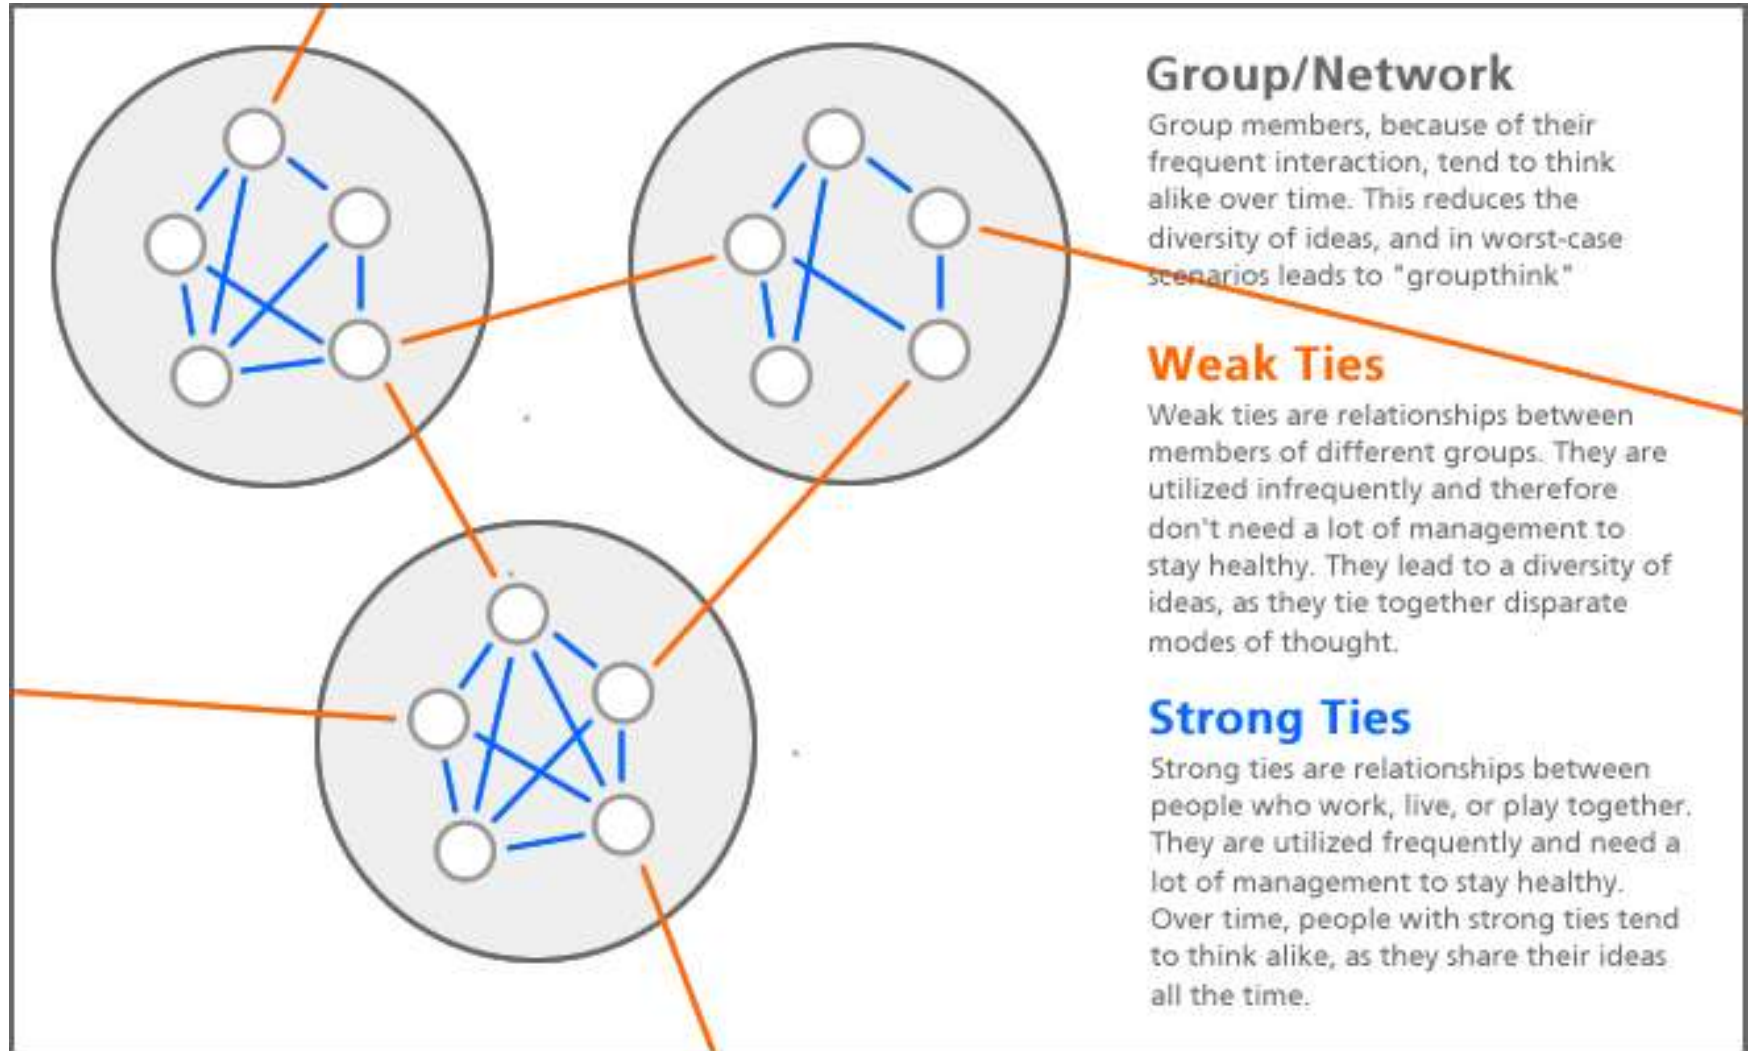 Group/Network
Group members, because of their
frequent interaction, tend to think
alike over time. This reduces the
diversity of ideas, and in worst-case
scenarios leads to "groupthink"
Weak Ties
Weak ties are relationships between
members of different groups. They are
utilized infrequently and therefore
don't need a lot of management to
stay healthy. They lead to a diversity of
ideas, as they tie together disparate
modes of thought.
Strong Ties
Strong ties are relationships between
people who work, live, or play together.
They are utilized frequently and need a
lot of management to stay healthy.
Over time, people with strong ties tend
to think alike, as they share their ideas
all the time.